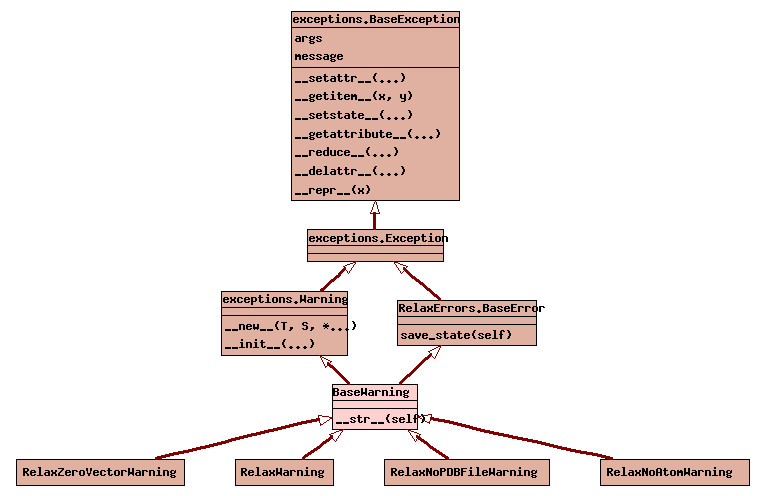 exceptions.BaseException
args
message
__setattr__(...)
__getitem__(x, y)
__setstate__(...)
__getattribute__(...)
__reduce__(...)
__delattr__(...)
__repr__(x)
exceptions.Exception
exceptions.Warning
__new__(T, S, *...)
__init__(...)
RelaxErrors.BaseError
save_state(self)
BaseWarning
__str__(self)
RelaxZeroVectorWarning
RelaxWarning
RelaxNoPDBFileWarning
RelaxNoAtomWarning